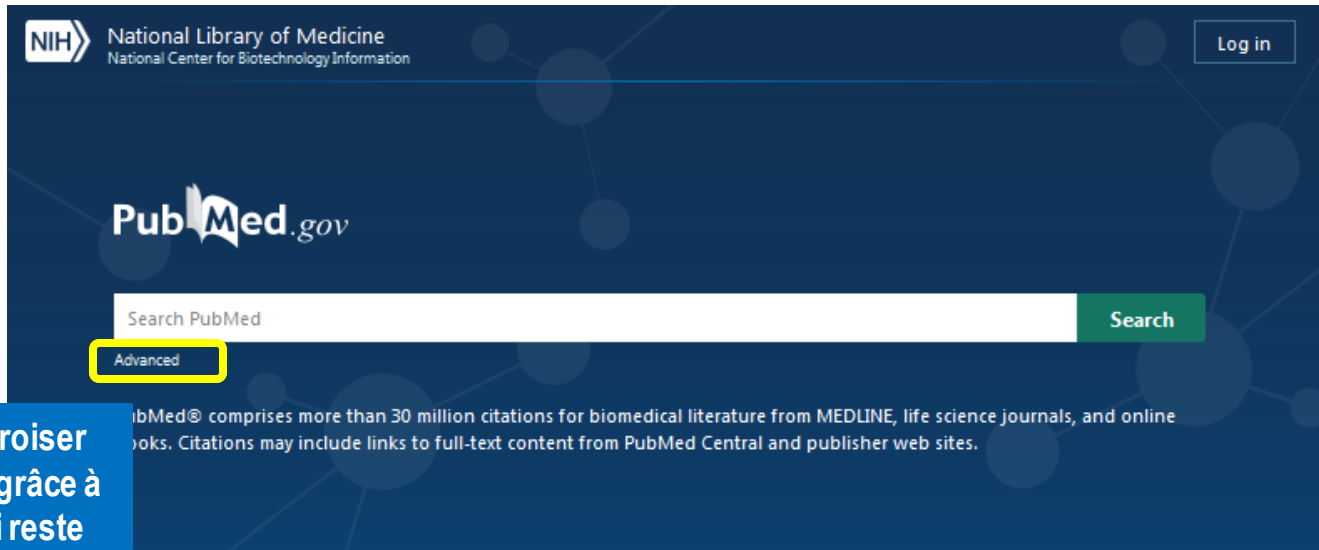 NIH
National Library of Medicine
National Center for Biotechnology Information
Log in
PubMed.gov
Search PubMed
Search
Advanced
ubMed® comprises more than 30 million citations for biomedical literature from MEDLINE, life science journals, and online
ooks. Citations may include links to full-text content from PubMed Central and publisher web sites.
roiser
grâce à
i reste